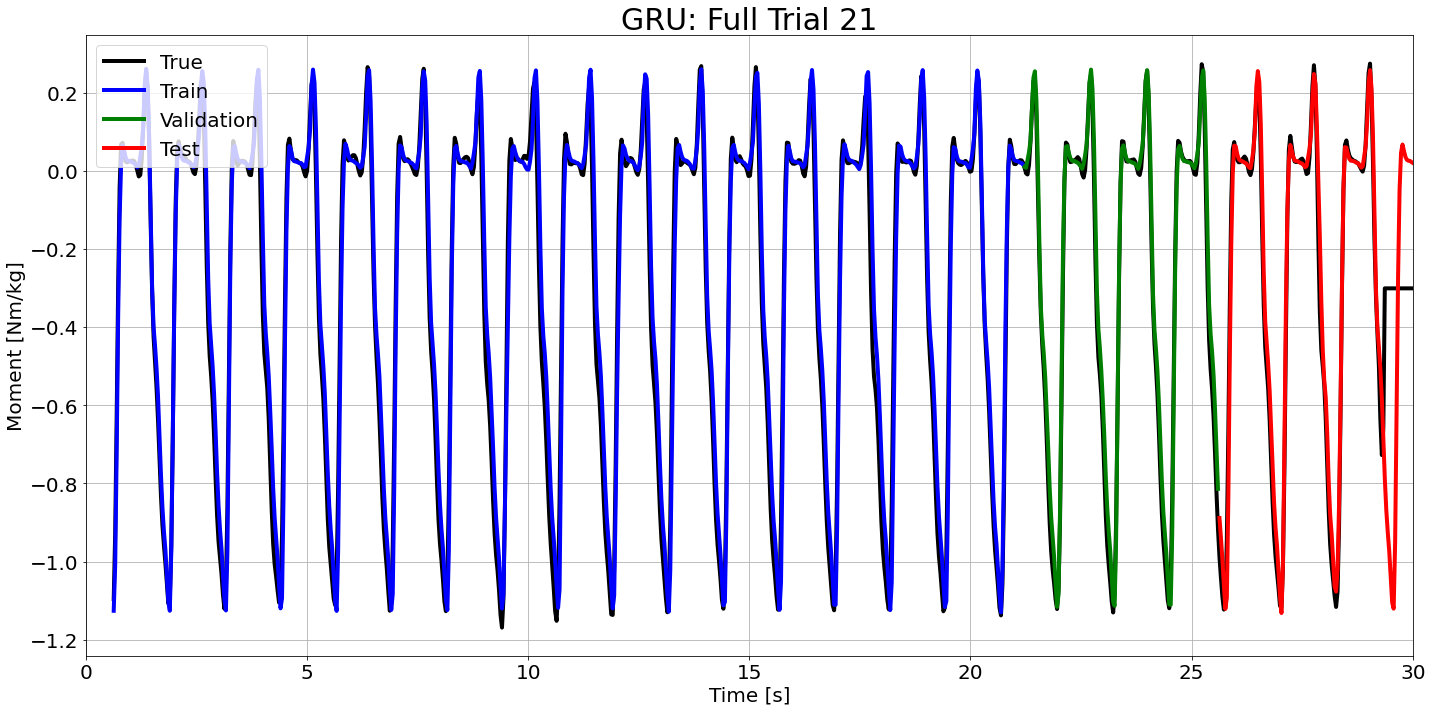 GRU: Full Trial 21
True
Train
Validation
Test
0.2
0.0
−0.2
−0.4
−0.6
−0.8
−1.0
−1.2
Moment [Nm/kg]
0 5 10 15 20 25 30
Time [s]